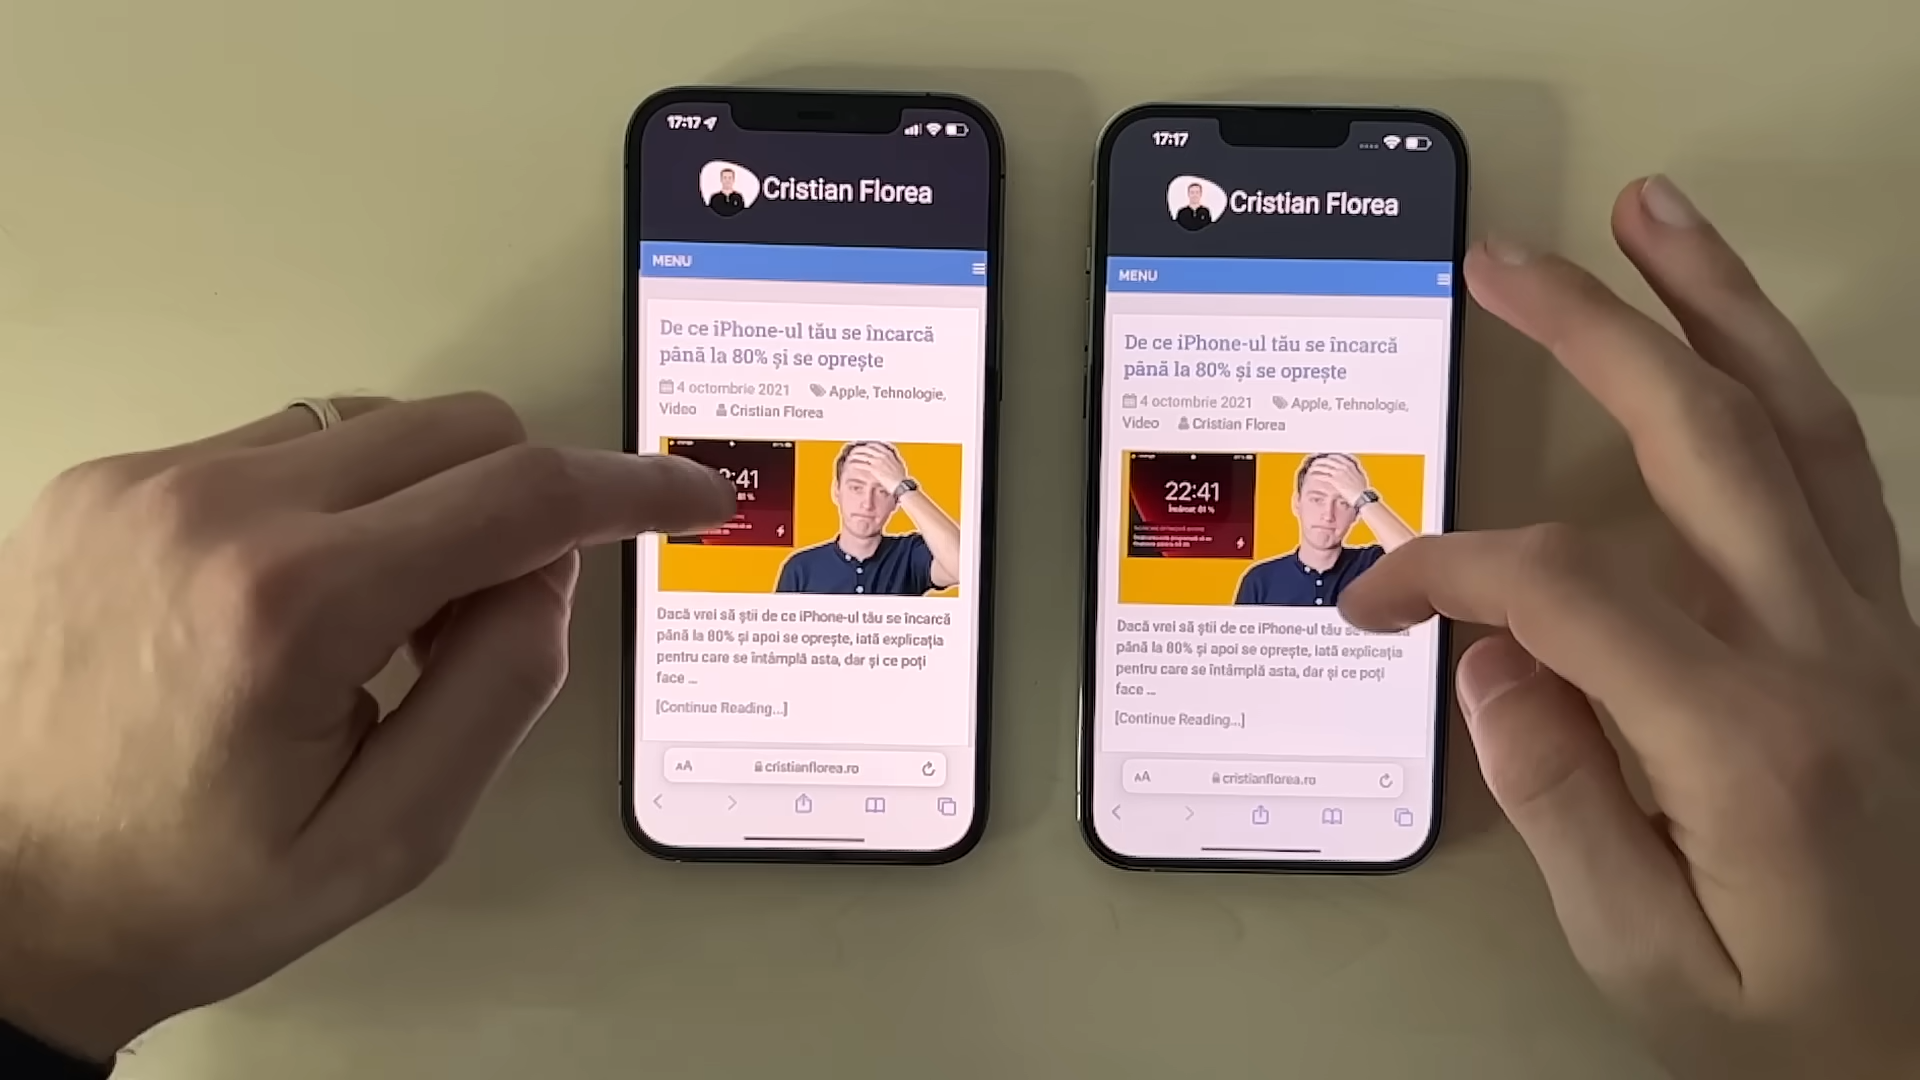 17:17
Cristian Florea
MENU
De ce iPhone-ul tău se încarcă
până la 80% și se oprește
4 octombrie 2021 Apple, Tehnologie,
Video Cristian Florea
:41
Dacă vrei să știi de ce iPhone-ul tău se încarcă
până la 80% și apoi se oprește, iată explicația
pentru care se întâmplă asta, dar și ce poți
face ...
[Continue Reading...]
AA cristianflorea.ro
17:17
Cristian Florea
MENU
De ce iPhone-ul tău se încarcă
până la 80% și se oprește
4 octombrie 2021 Apple, Tehnologie,
Video Cristian Florea
22:41
Dacă vrei să știi de ce iPhone-ul tău se
până la 80% și apoi se oprește, iată explicația
pentru care se întâmplă asta, dar și ce poți
face ...
[Continue Reading...]
AA cristianflorea.ro